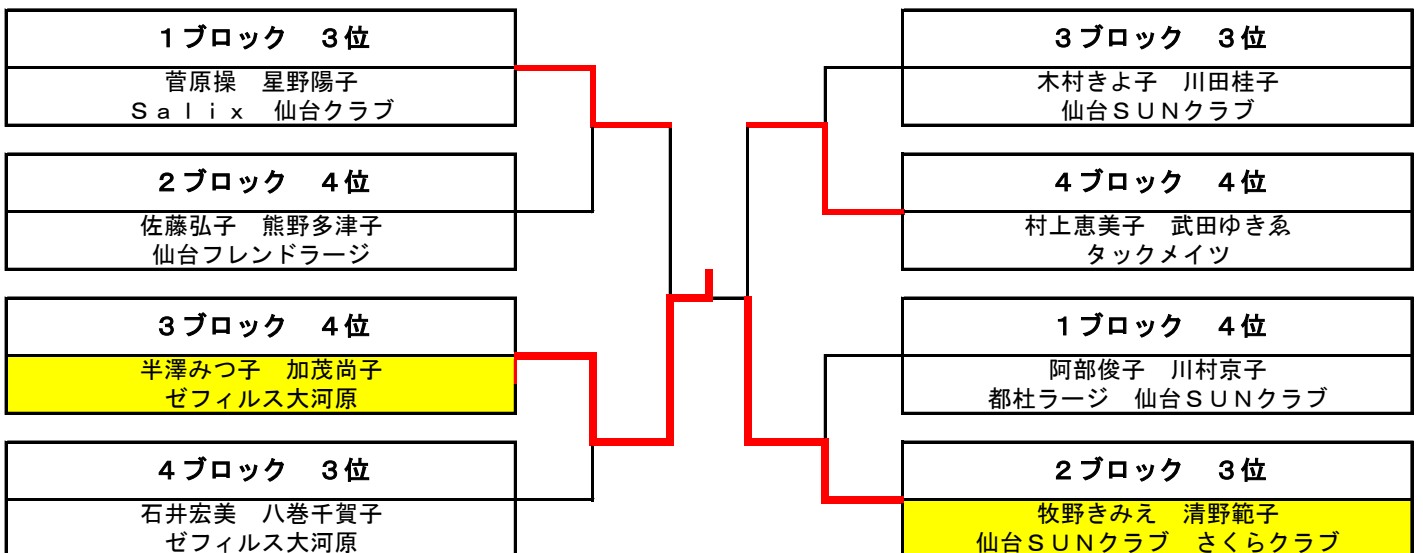 １ブロック　３位
菅原操　星野陽子
Ｓａｌｉｘ　仙台クラブ
２ブロック　４位
佐藤弘子　熊野多津子
仙台フレンドラージ
３ブロック　４位
半澤みつ子　加茂尚子
ゼフィルス大河原
４ブロック　３位
石井宏美　八巻千賀子
ゼフィルス大河原
３ブロック　３位
木村きよ子　川田桂子
仙台ＳＵＮクラブ
４ブロック　４位
村上恵美子　武田ゆきゑ
タックメイツ
１ブロック　４位
阿部俊子　川村京子
都杜ラージ　仙台ＳＵＮクラブ
２ブロック　３位
牧野きみえ　清野範子
仙台ＳＵＮクラブ　さくらクラブ